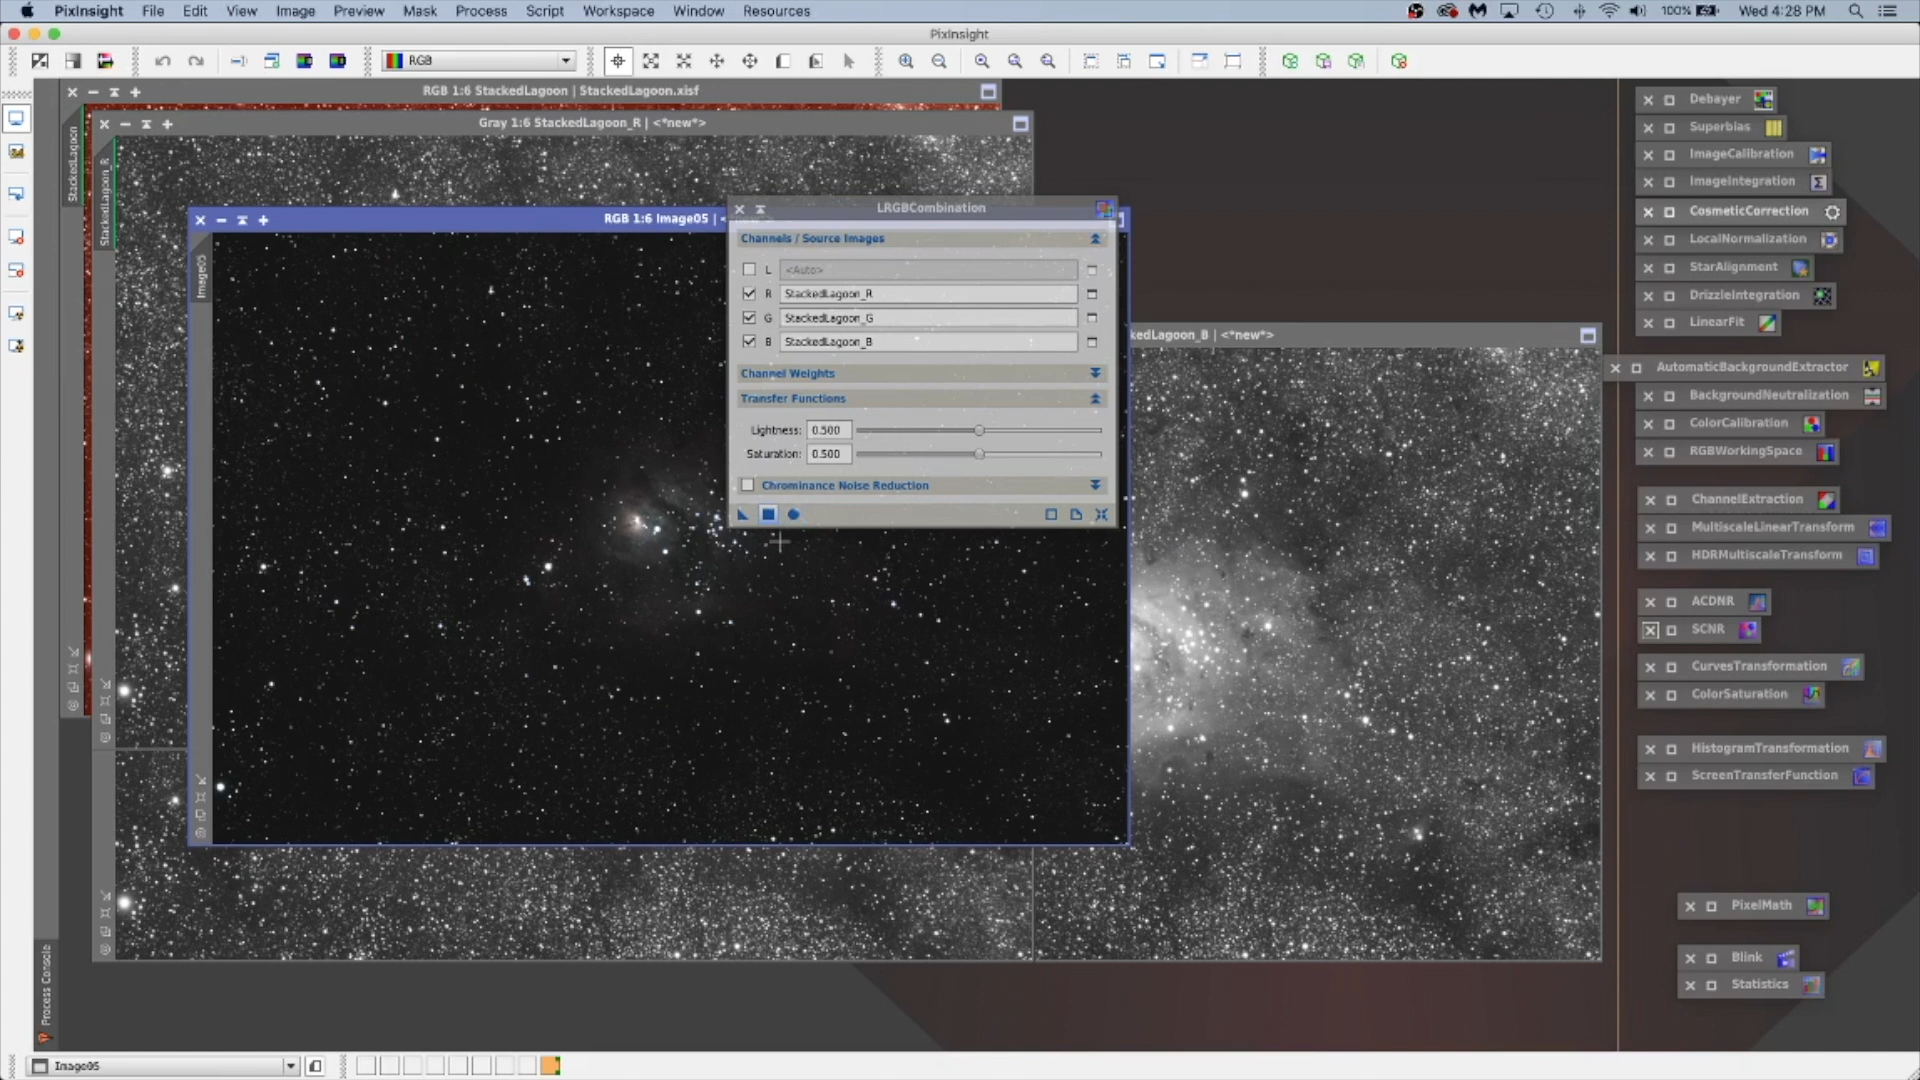 PixInsight File Edit View Image Preview Mask Process Script Workspace Window Resources
100% Wed 4:28 PM
PixInsight
RGB
RGB 1:6 StackedLagoon | StackedLagoon.xisf
Gray 1:6 StackedLagoon_R | <*new*>
StackedLagoon
StackedLagoon_R
RGB 1:6 Image05 | <
Image05
LRGBCombination
Channels / Source Images
L <Auto>
R StackedLagoon_R
G StackedLagoon_G
B StackedLagoon_B
Channel Weights
Transfer Functions
Lightness: 0.500
Saturation: 0.500
Chrominance Noise Reduction
kedLagoon_B | <*new*>
Debayer
Superbias
ImageCalibration
ImageIntegration
CosmeticCorrection
LocalNormalization
StarAlignment
DrizzleIntegration
LinearFit
AutomaticBackgroundExtractor
BackgroundNeutralization
ColorCalibration
RGBWorkingSpace
ChannelExtraction
MultiscaleLinearTransform
HDRMultiscaleTransform
ACDNR
SCNR
CurvesTransformation
ColorSaturation
HistogramTransformation
ScreenTransferFunction
PixelMath
Blink
Statistics
Process Console
Image05